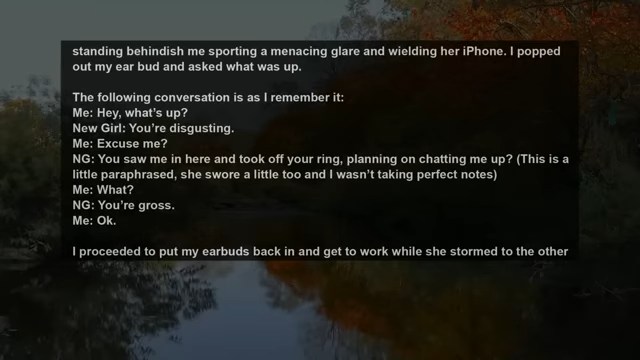 standing behindish me sporting a menacing glare and wielding her iPhone. I popped
out my ear bud and asked what was up.
The following conversation is as I remember it:
Me: Hey, what's up?
New Girl: You're disgusting.
Me: Excuse me?
NG: You saw me in here and took off your ring, planning on chatting me up? (This is a
little paraphrased, she swore a little too and I wasn't taking perfect notes)
Me: What?
NG: You're gross.
Me: Ok.
I proceeded to put my earbuds back in and get to work while she stormed to the other